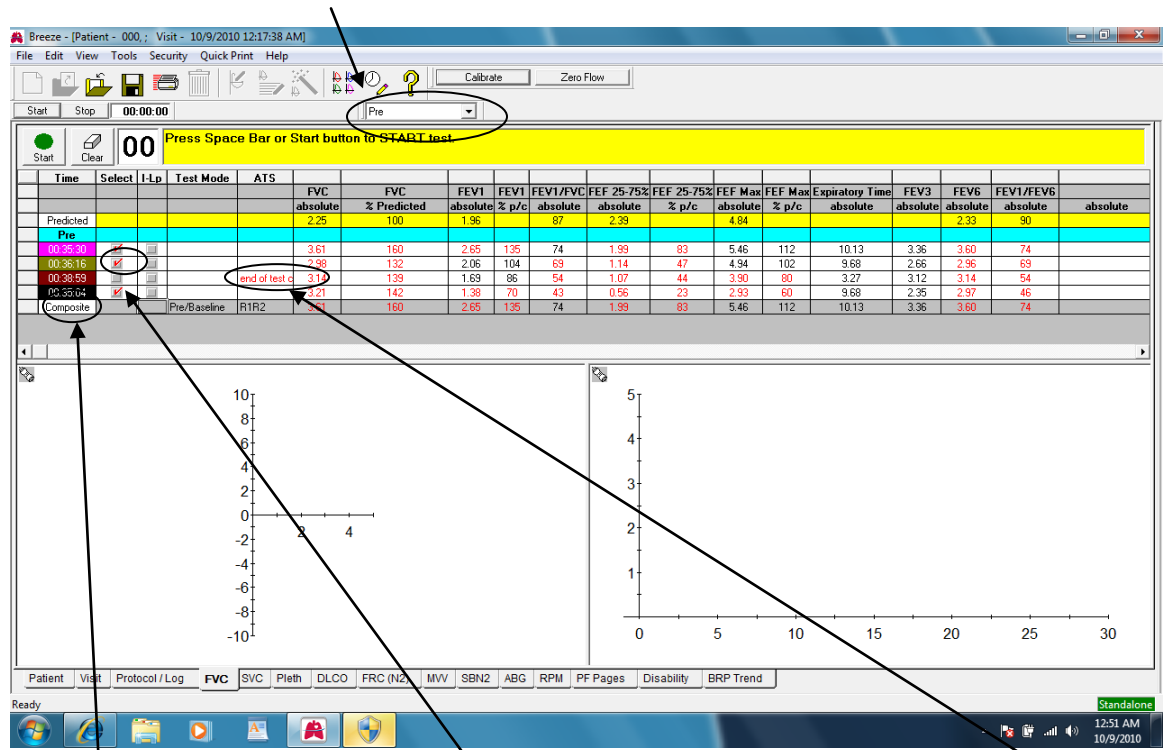 Breeze - [Patient - 000, ; Visit - 10/9/2010 12:17:38 AM]
File Edit View Tools Security Quick Print Help
Calibrate Zero Flow
Start Stop 00:00:00 Pre
Start Clear 00 Press Space Bar or Start button to START test.
Time Select I-Lp Test Mode ATS
FVC FVC FEV1 FEV1 FEV1/FVC FEF 25-75% FEF 25-75% FEF Max FEF Max Expiratory Time FEV3 FEV6 FEV1/FEV6
absolute % Predicted absolute % p/c absolute absolute % p/c absolute % p/c absolute absolute absolute absolute absolute
Predicted 2.25 100 1.96 87 2.39 4.84 2.33 90
Pre
00:35:30 3.61 160 2.65 135 74 1.99 83 5.46 112 10.13 3.36 3.60 74
00:36:16 2.98 132 2.06 104 69 1.14 47 4.94 102 9.68 2.66 2.96 69
00:38:59 end of test c 3.14 139 1.69 86 54 1.07 44 3.90 80 3.27 3.12 3.14 54
00:35:04 3.21 142 1.38 70 43 0.56 23 2.93 60 9.68 2.35 2.97 46
Composite Pre/Baseline R1R2 3.61 160 2.65 135 74 1.99 83 5.46 112 10.13 3.36 3.60 74
10
8
6
4
2
0
-2
-4
-6
-8
-10
2 4
5
4
3
2
1
0 5 10 15 20 25 30
Patient Visit Protocol / Log FVC SVC Pleth DLCO FRC (N2) MVV SBN2 ABG RPM PF Pages Disability BRP Trend
Ready Standalone
12:51 AM
10/9/2010